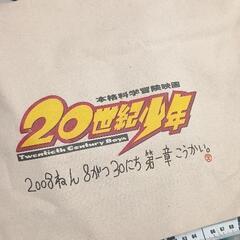 本格科学冒険映画
20世紀少年
Twentieth Century Boys
2008ねん8がつ30にち 第一章 こうかい。